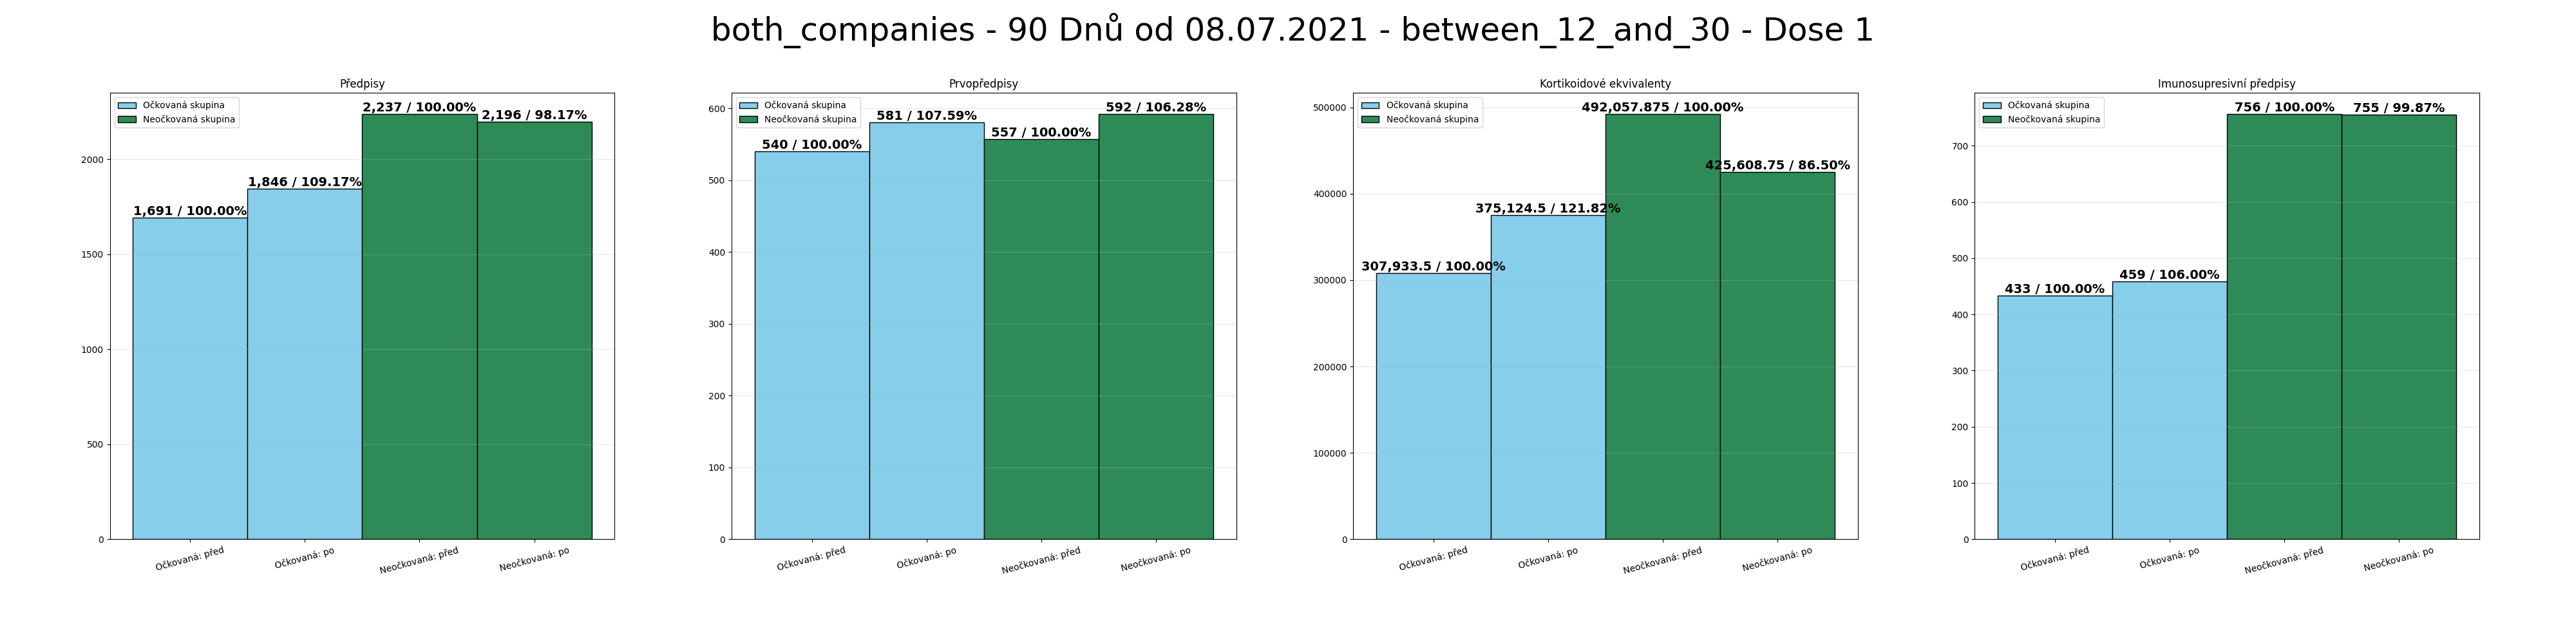 both_companies - 90 Dnů od 08.07.2021 - between_12_and_30 - Dose 1
Předpisy
Očkovaná skupina
Neočkovaná skupina
1,691 / 100.00%
1,846 / 109.17%
2,237 / 100.00%
2,196 / 98.17%
2000
1500
1000
500
0
Očkovaná: před
Očkovaná: po
Neočkovaná: před
Neočkovaná: po
Prvopředpisy
Očkovaná skupina
Neočkovaná skupina
540 / 100.00%
581 / 107.59%
557 / 100.00%
592 / 106.28%
600
500
400
300
200
100
0
Očkovaná: před
Očkovaná: po
Neočkovaná: před
Neočkovaná: po
Kortikoidové ekvivalenty
Očkovaná skupina
Neočkovaná skupina
307,933.5 / 100.00%
375,124.5 / 121.82%
492,057.875 / 100.00%
425,608.75 / 86.50%
500000
400000
300000
200000
100000
0
Očkovaná: před
Očkovaná: po
Neočkovaná: před
Neočkovaná: po
Imunosupresivní předpisy
Očkovaná skupina
Neočkovaná skupina
433 / 100.00%
459 / 106.00%
756 / 100.00%
755 / 99.87%
700
600
500
400
300
200
100
0
Očkovaná: před
Očkovaná: po
Neočkovaná: před
Neočkovaná: po